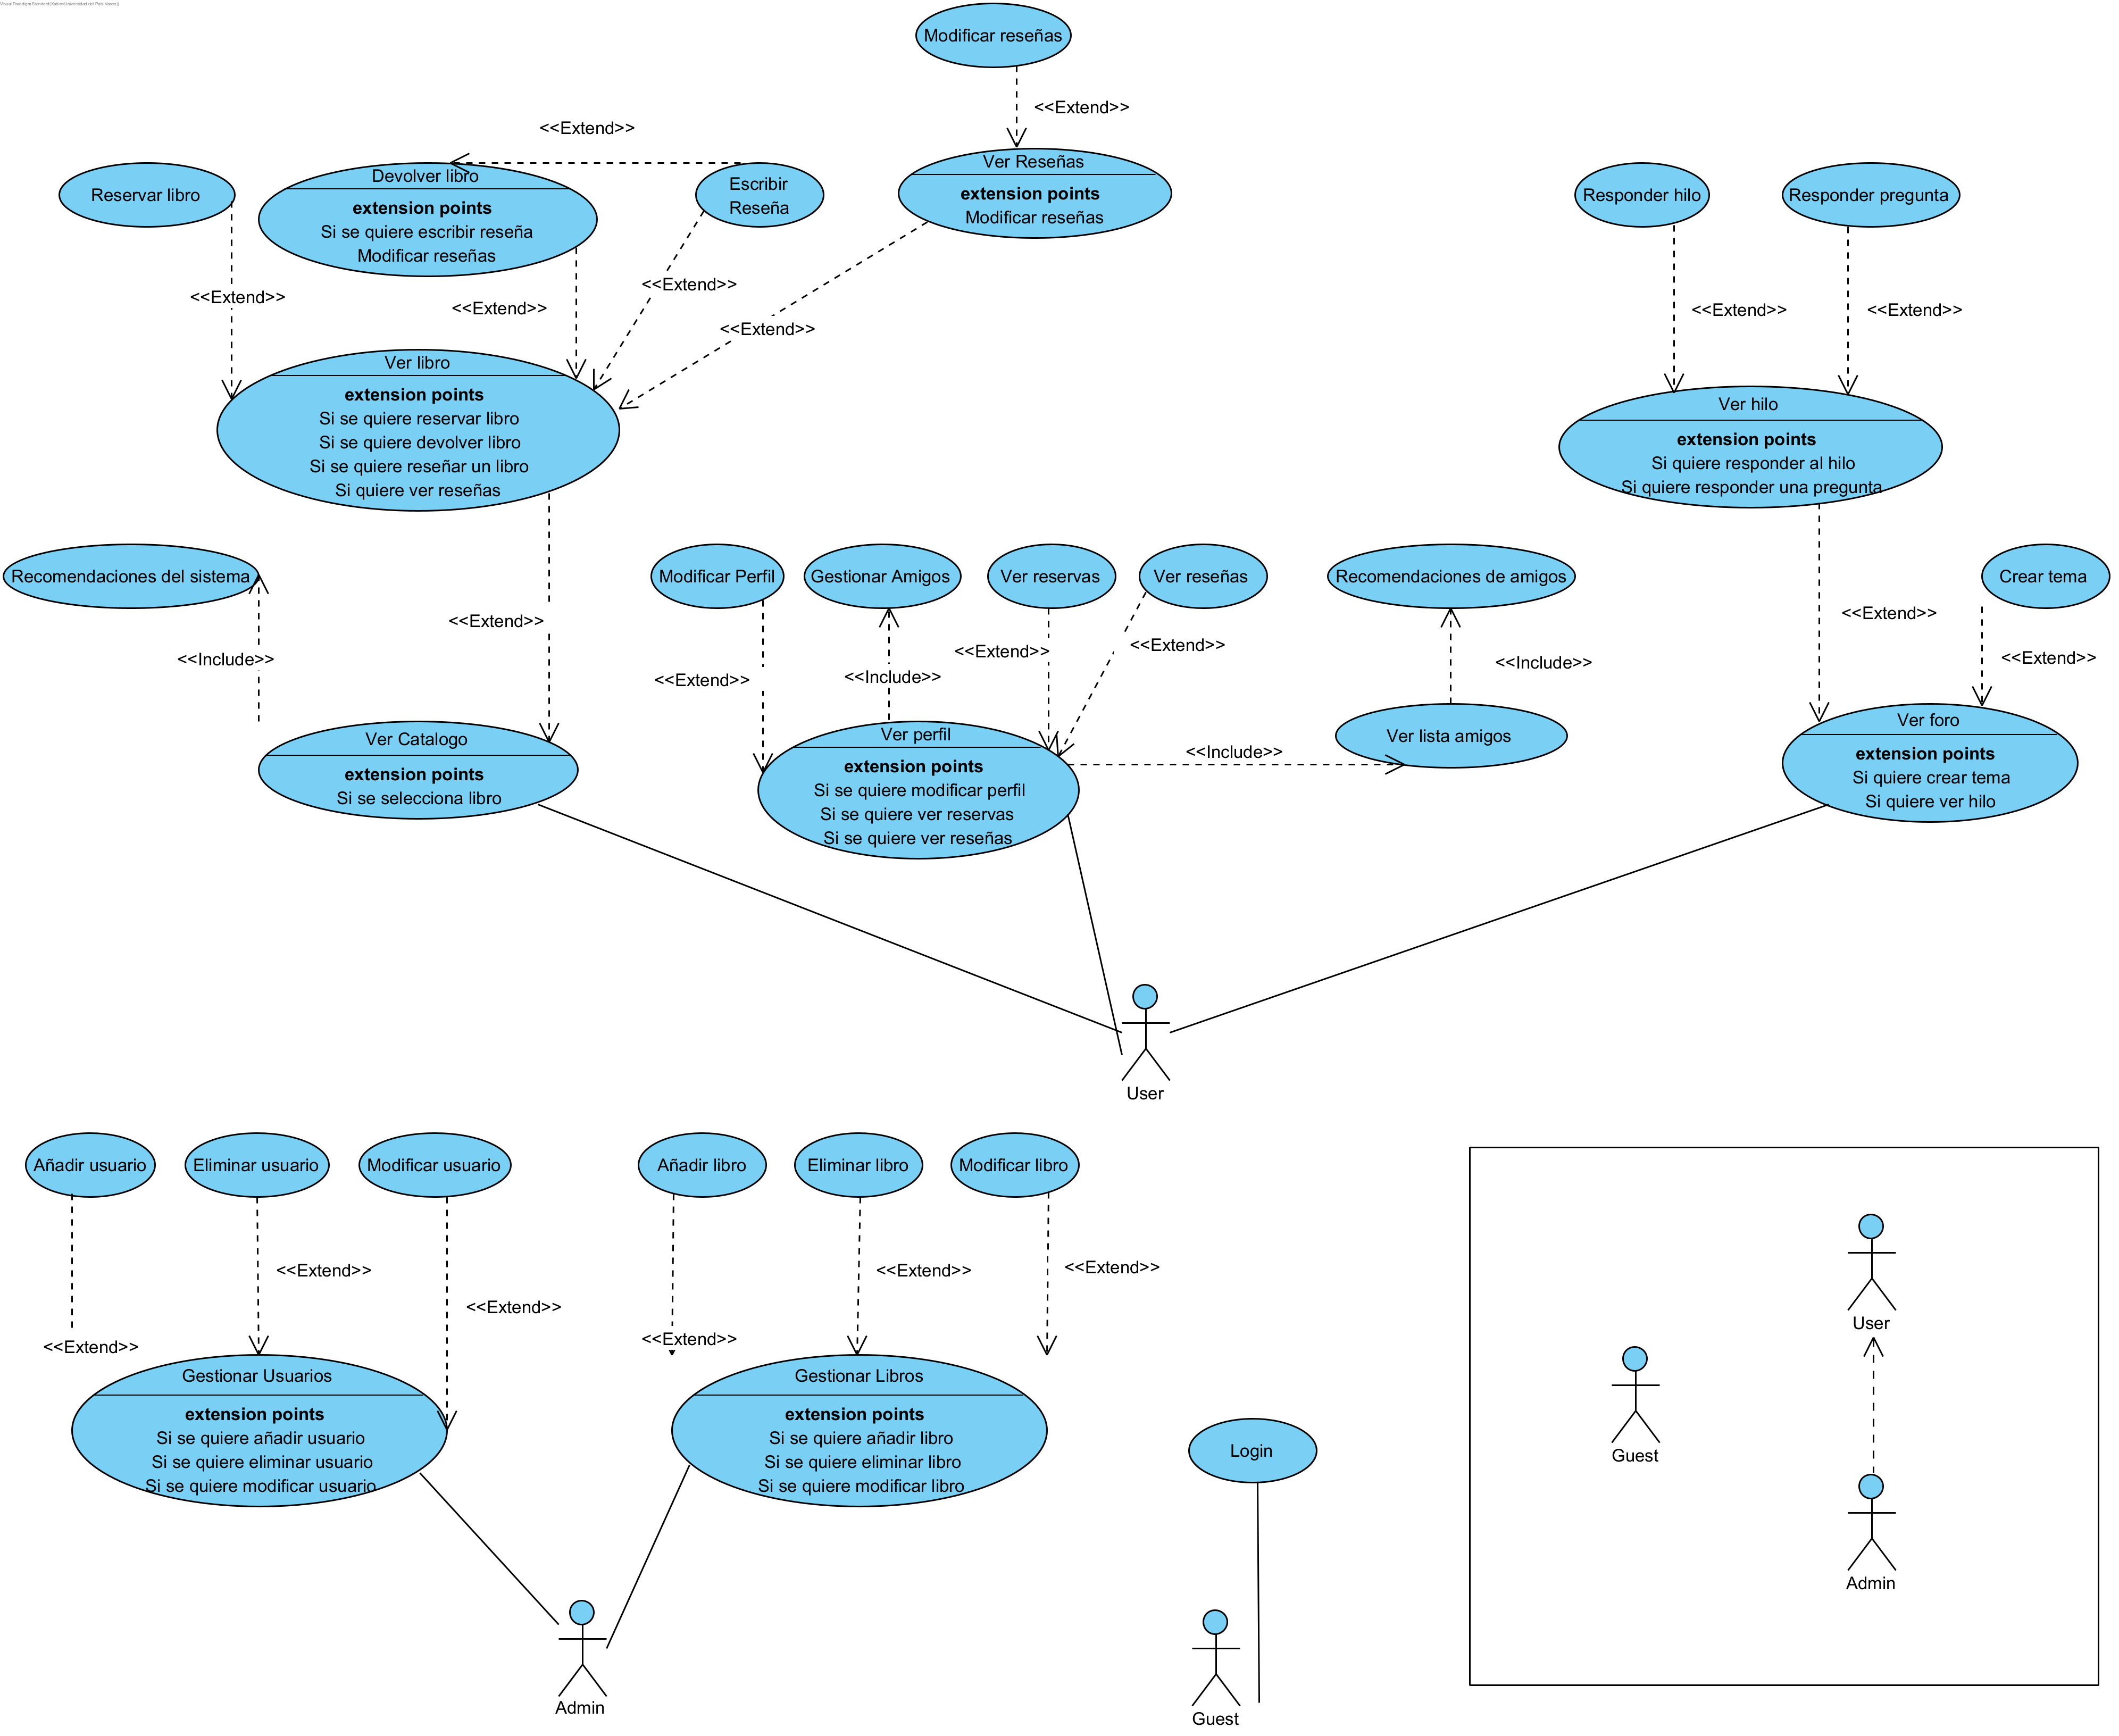 Visual Paradigm Standard(Xabier(Universidad del Pais Vasco))
Modificar reseñas
<<Extend>>
<<Extend>>
Reservar libro
Devolver libro
extension points
Si se quiere escribir reseña
Modificar reseñas
Escribir
Reseña
Ver Reseñas
extension points
Modificar reseñas
Responder hilo
Responder pregunta
<<Extend>>
<<Extend>>
<<Extend>>
<<Extend>>
<<Extend>>
<<Extend>>
Ver libro
extension points
Si se quiere reservar libro
Si se quiere devolver libro
Si se quiere reseñar un libro
Si quiere ver reseñas
Ver hilo
extension points
Si quiere responder al hilo
Si quiere responder una pregunta
Recomendaciones del sistema
Modificar Perfil
Gestionar Amigos
Ver reservas
Ver reseñas
Recomendaciones de amigos
Crear tema
<<Extend>>
<<Extend>>
<<Include>>
<<Extend>>
<<Include>>
<<Extend>>
<<Extend>>
<<Include>>
<<Extend>>
Ver Catalogo
extension points
Si se selecciona libro
Ver perfil
extension points
Si se quiere modificar perfil
Si se quiere ver reservas
Si se quiere ver reseñas
<<Include>>
Ver lista amigos
Ver foro
extension points
Si quiere crear tema
Si quiere ver hilo
User
Añadir usuario
Eliminar usuario
Modificar usuario
Añadir libro
Eliminar libro
Modificar libro
<<Extend>>
<<Extend>>
<<Extend>>
<<Extend>>
<<Extend>>
<<Extend>>
Gestionar Usuarios
extension points
Si se quiere añadir usuario
Si se quiere eliminar usuario
Si se quiere modificar usuario
Gestionar Libros
extension points
Si se quiere añadir libro
Si se quiere eliminar libro
Si se quiere modificar libro
Login
User
Guest
Admin
Admin
Guest